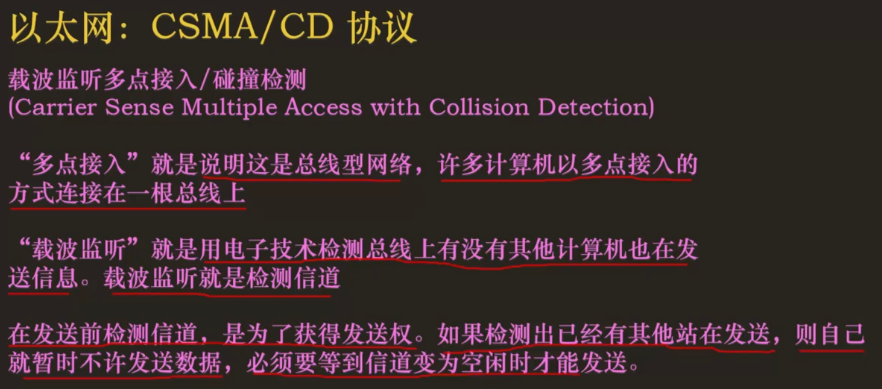 以太网：CSMA/CD 协议
载波监听多点接入/碰撞检测
(Carrier Sense Multiple Access with Collision Detection)
“多点接入”就是说明这是总线型网络，许多计算机以多点接入的
方式连接在一根总线上
“载波监听”就是用电子技术检测总线上有没有其他计算机也在发
送信息。载波监听就是检测信道
在发送前检测信道，是为了获得发送权。如果检测出已经有其他站在发送，则自己
就暂时不许发送数据，必须要等到信道变为空闲时才能发送。